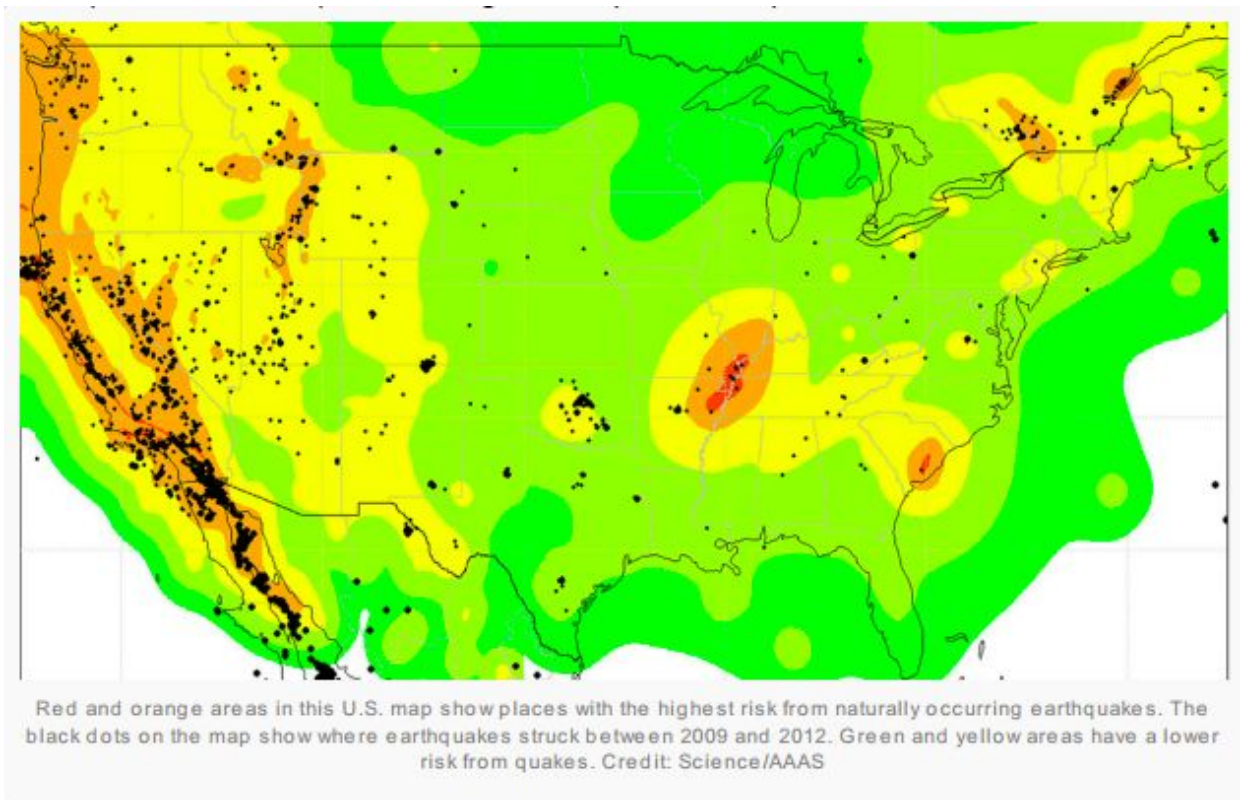 Red and orange areas in this U.S. map show places with the highest risk from naturally occurring earthquakes. The
black dots on the map show where earthquakes struck between 2009 and 2012. Green and yellow areas have a lower
risk from quakes. Credit: Science/AAAS